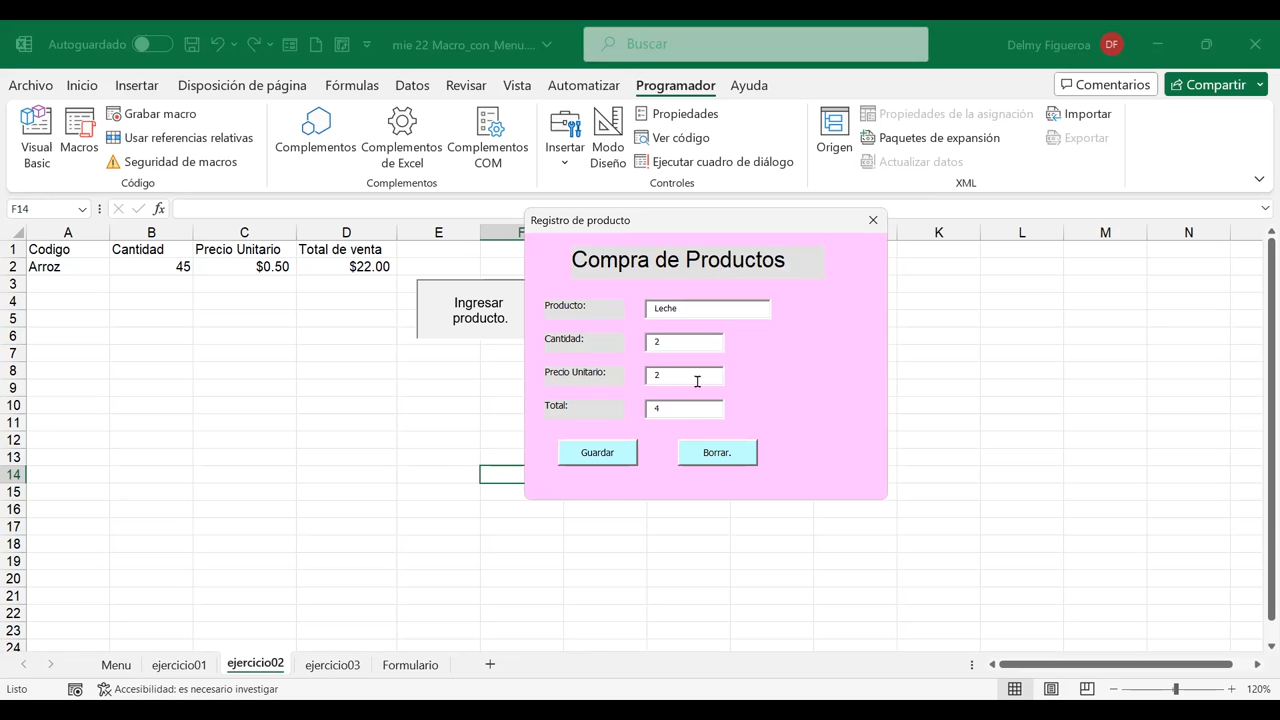 Autoguardado
mie 22 Macro_con_Menu....
Buscar
Delmy Figueroa DF
Archivo Inicio Insertar Disposición de página Fórmulas Datos Revisar Vista Automatizar Programador Ayuda
Comentarios
Compartir
Visual Basic
Macros
Grabar macro
Usar referencias relativas
Seguridad de macros
Código
Complementos
Complementos de Excel
Complementos COM
Complementos
Insertar
Modo Diseño
Propiedades
Ver código
Ejecutar cuadro de diálogo
Controles
Origen
Propiedades de la asignación
Paquetes de expansión
Actualizar datos
Importar
Exportar
XML
F14
fx
A B C D E F K L M N
1 Codigo Cantidad Precio Unitario Total de venta
2 Arroz 45 $0.50 $22.00
3
4
5
6
7
8
9
10
11
12
13
14
15
16
17
18
19
20
21
22
23
24
Ingresar
producto.
Registro de producto
Compra de Productos
Producto: Leche
Cantidad: 2
Precio Unitario: 2
Total: 4
Guardar Borrar.
Menu ejercicio01 ejercicio02 ejercicio03 Formulario
Listo
Accesibilidad: es necesario investigar
120%